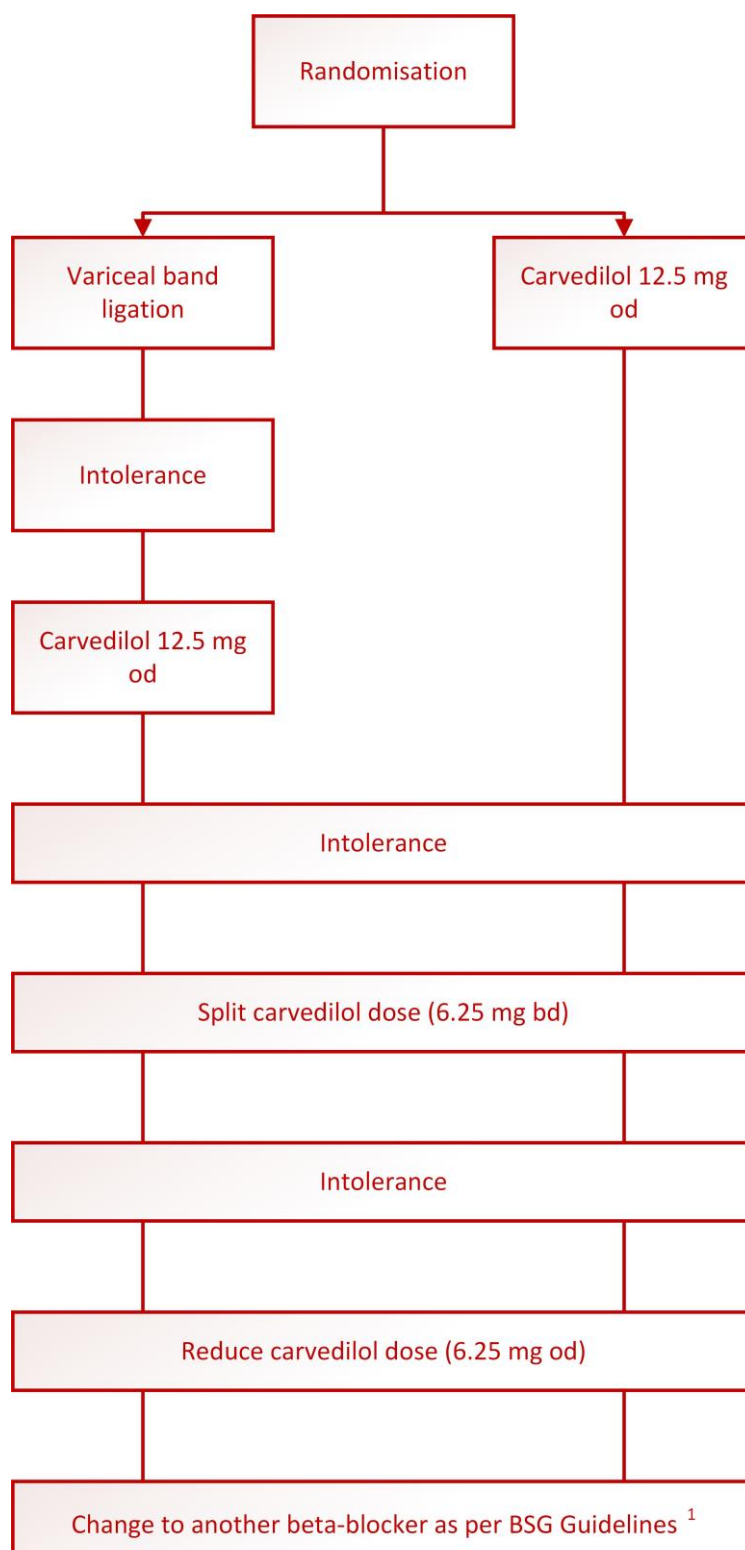 Randomisation
Variceal band
ligation
Carvedilol 12.5 mg
od
Intolerance
Carvedilol 12.5 mg
od
Intolerance
Split carvedilol dose (6.25 mg bd)
Intolerance
Reduce carvedilol dose (6.25 mg od)
Change to another beta-blocker as per BSG Guidelines 1